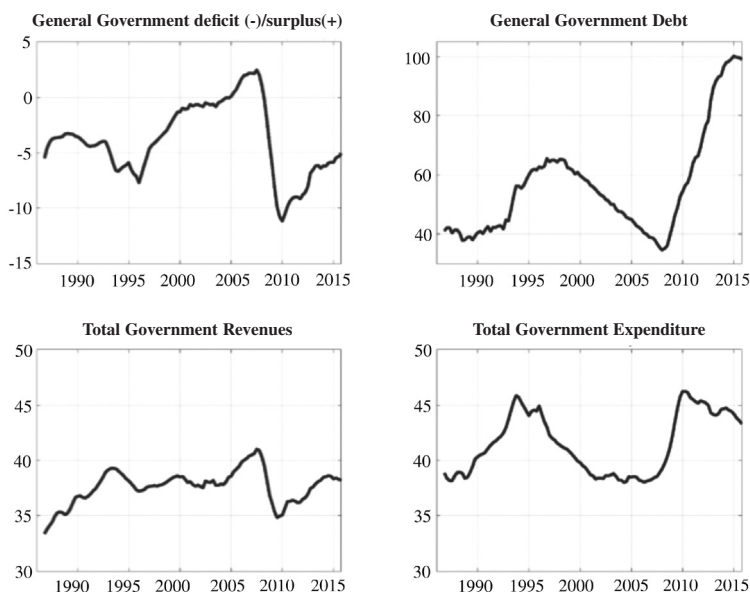 General Government deficit (-)/surplus(+)
5
0
-5
-10
-15
1990 1995 2000 2005 2010 2015
General Government Debt
100
80
60
40
1990 1995 2000 2005 2010 2015
Total Government Revenues
50
45
40
35
30
1990 1995 2000 2005 2010 2015
Total Government Expenditure
50
45
40
35
30
1990 1995 2000 2005 2010 2015